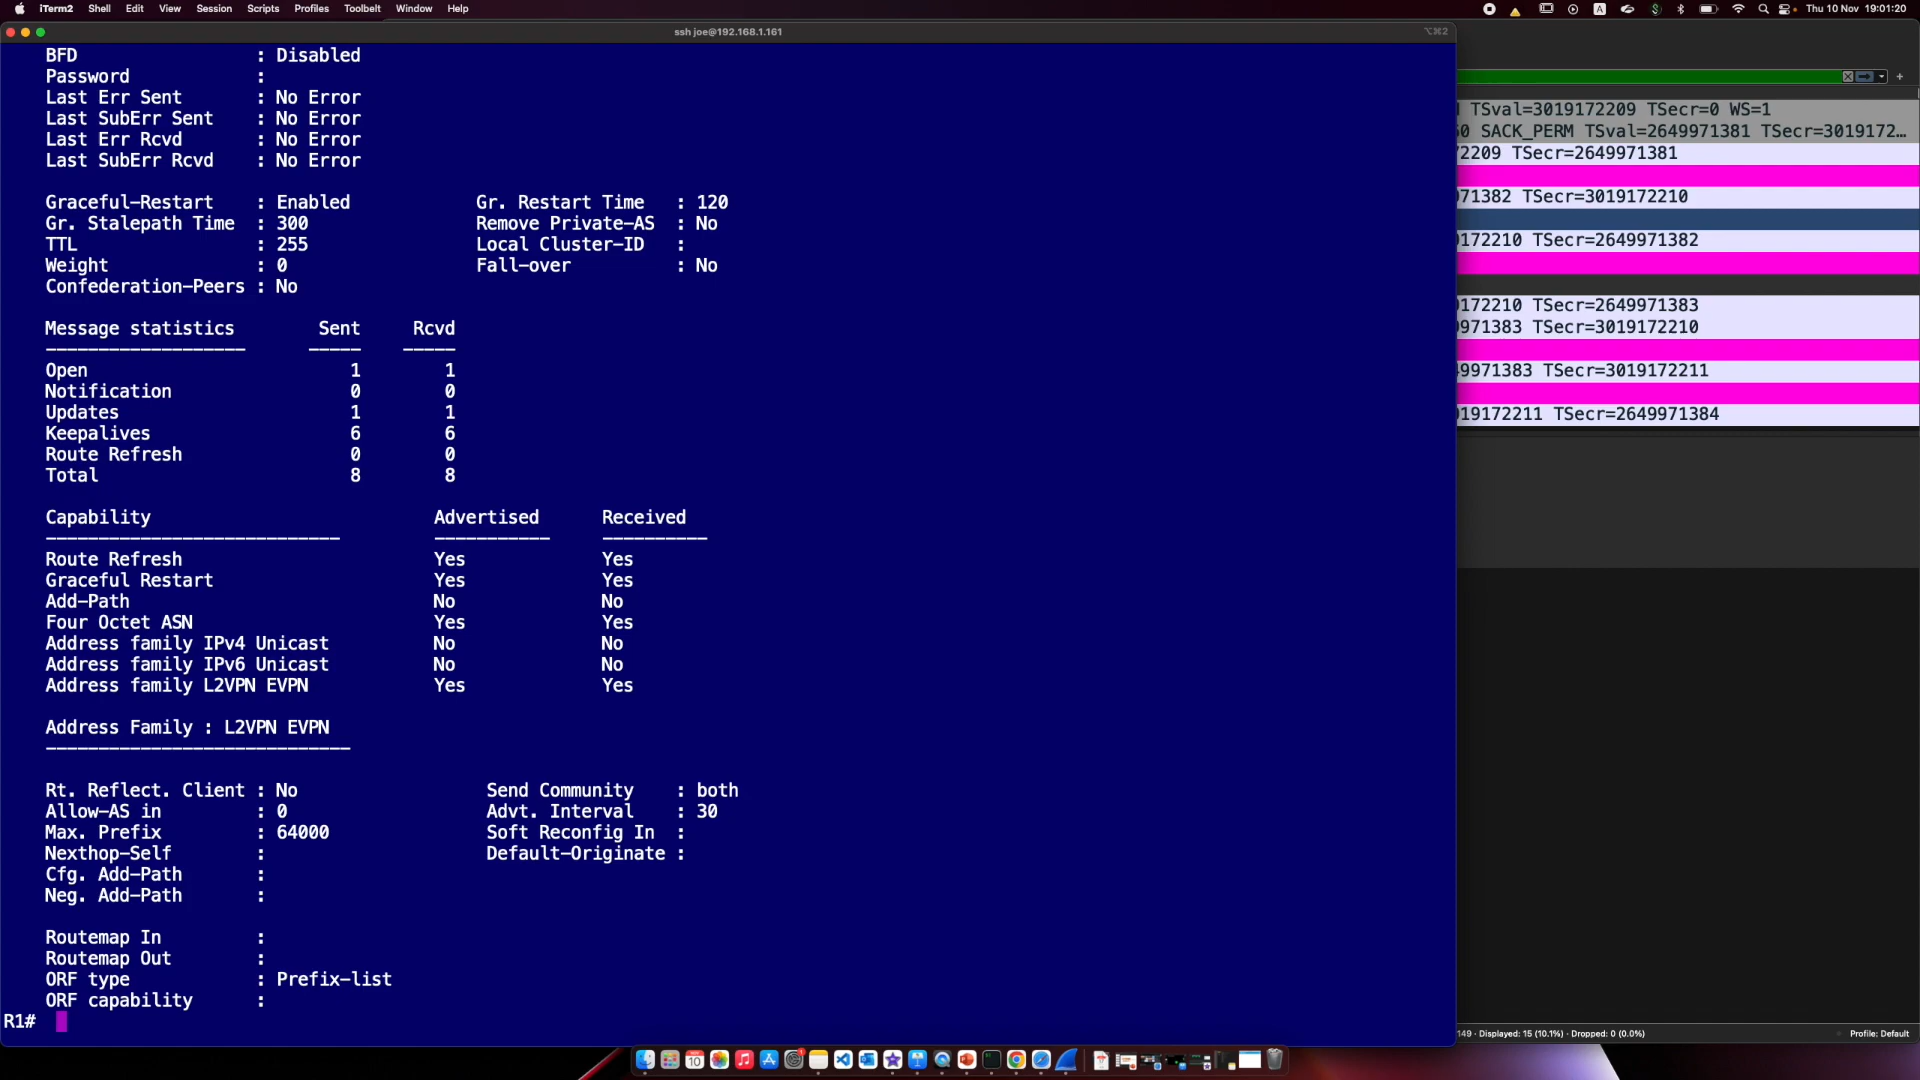 iTerm2 Shell Edit View Session Scripts Profiles Toolbelt Window Help
Thu 10 Nov 19:01:20
ssh joe@192.168.1.161
⌥⌘2
BFD : Disabled
Password :
Last Err Sent : No Error
Last SubErr Sent : No Error
Last Err Rcvd : No Error
Last SubErr Rcvd : No Error
Graceful-Restart : Enabled Gr. Restart Time : 120
Gr. Stalepath Time : 300 Remove Private-AS : No
TTL : 255 Local Cluster-ID :
Weight : 0 Fall-over : No
Confederation-Peers : No
Message statistics Sent Rcvd
------------------- ----- -----
Open 1 1
Notification 0 0
Updates 1 1
Keepalives 6 6
Route Refresh 0 0
Total 8 8
Capability Advertised Received
---------------------------- ----------- ----------
Route Refresh Yes Yes
Graceful Restart Yes Yes
Add-Path No No
Four Octet ASN Yes Yes
Address family IPv4 Unicast No No
Address family IPv6 Unicast No No
Address family L2VPN EVPN Yes Yes
Address Family : L2VPN EVPN
-----------------------------
Rt. Reflect. Client : No Send Community : both
Allow-AS in : 0 Advt. Interval : 30
Max. Prefix : 64000 Soft Reconfig In :
Nexthop-Self : Default-Originate :
Cfg. Add-Path :
Neg. Add-Path :
Routemap In :
Routemap Out :
ORF type : Prefix-list
ORF capability :
R1#
TSval=3019172209 TSecr=0 WS=1
60 SACK_PERM TSval=2649971381 TSecr=3019172…
72209 TSecr=2649971381
971382 TSecr=3019172210
9172210 TSecr=2649971382
9172210 TSecr=2649971383
9971383 TSecr=3019172210
49971383 TSecr=3019172211
019172211 TSecr=2649971384
149 · Displayed: 15 (10.1%) · Dropped: 0 (0.0%)
Profile: Default